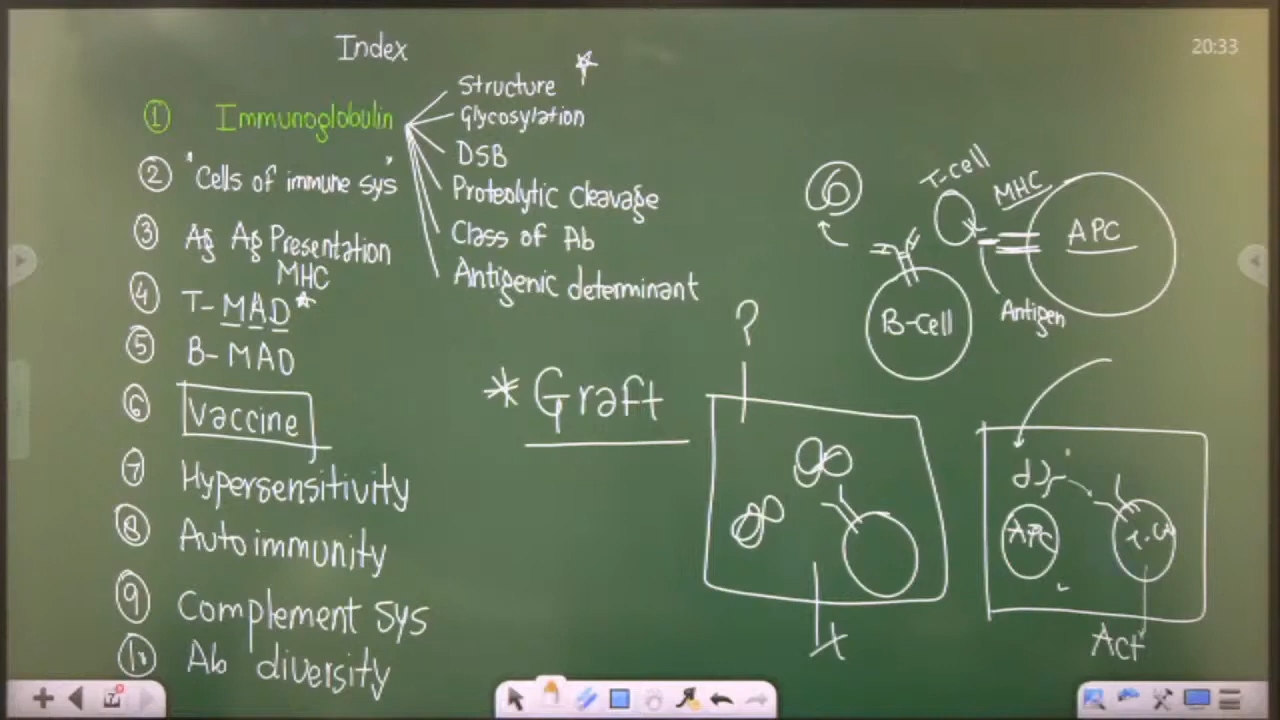 Index
20:33
① Immunoglobulin
Structure
Glycosylation
DSB
Proteolytic Cleavage
Class of Ab
Antigenic determinant
② "Cells of immune sys"
③ Ag Ag Presentation
MHC
④ T-MAD*
⑤ B-MAD
⑥ Vaccine
⑦ Hypersensitivity
⑧ Autoimmunity
⑨ Complement Sys
⑩ Ab diversity
* Graft
6
T-cell
MHC
APC
Antigen
B-Cell
?
APC
Act